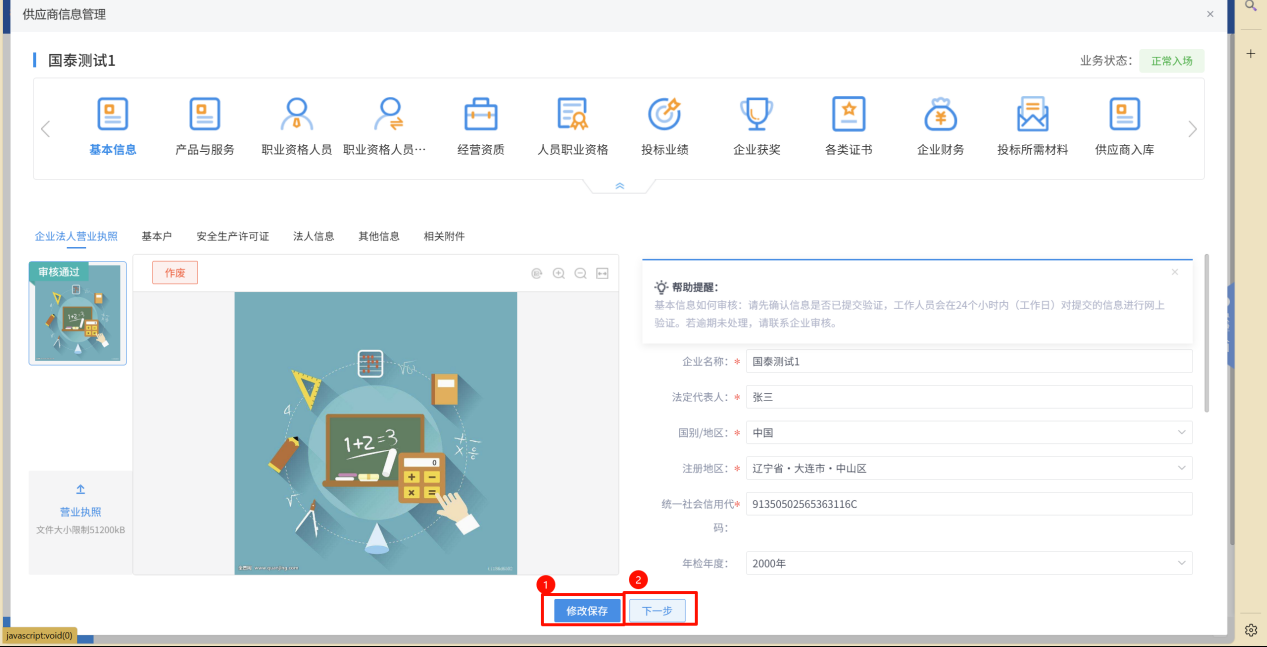 供应商信息管理
国泰测试1
业务状态： 正常入场
基本信息 产品与服务 职业资格人员 职业资格人员… 经营资质 人员职业资格 投标业绩 企业获奖 各类证书 企业财务 投标所需材料 供应商入库
企业法人营业执照 基本户 安全生产许可证 法人信息 其他信息 相关附件
审核通过
作废
帮助提醒：
基本信息如何审核：请先确认信息是否已提交验证，工作人员会在24个小时内（工作日）对提交的信息进行网上
验证。若逾期未处理，请联系企业审核。
1+2=3
企业名称：* 国泰测试1
法定代表人：* 张三
国别/地区：* 中国
注册地区：* 辽宁省·大连市·中山区
统一社会信用代* 91350502565363116C
码：
年检年度： 2000年
营业执照
文件大小限制51200kB
1 2
修改保存 下一步
javascript:void(0)